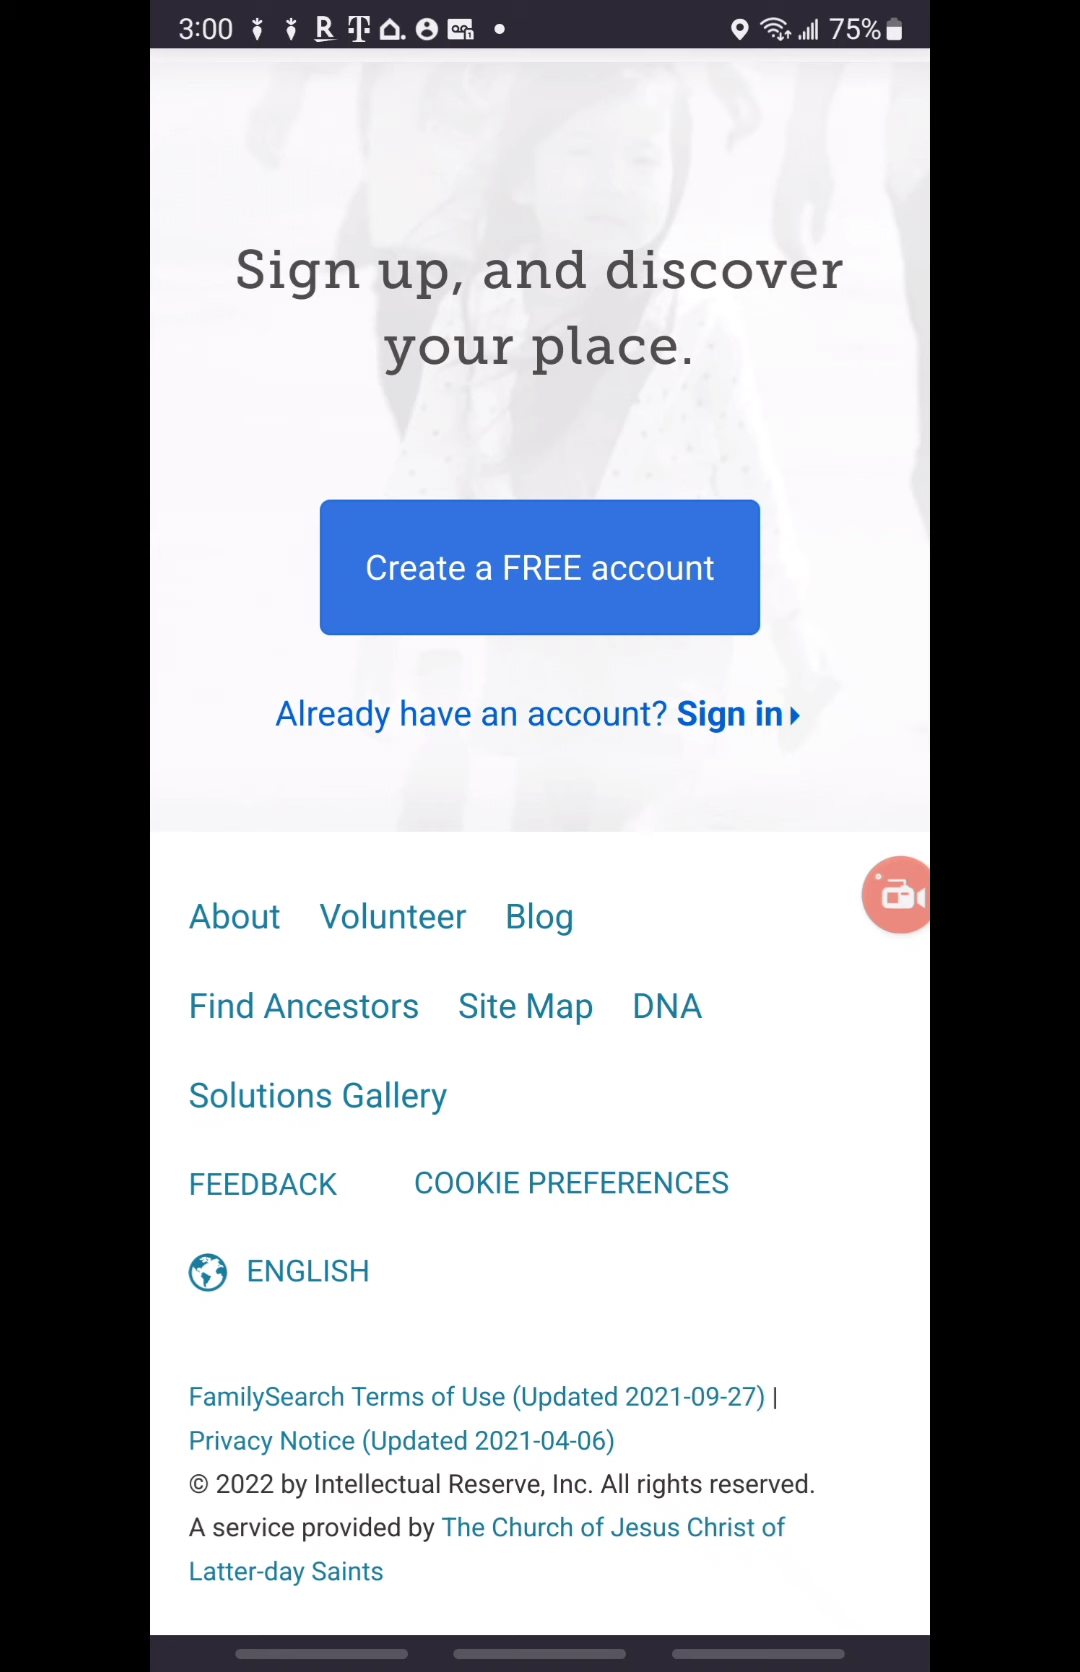 3:00 R T 75%
Sign up, and discover
your place.
Create a FREE account
Already have an account? Sign in
About Volunteer Blog
Find Ancestors Site Map DNA
Solutions Gallery
FEEDBACK COOKIE PREFERENCES
ENGLISH
FamilySearch Terms of Use (Updated 2021-09-27) |
Privacy Notice (Updated 2021-04-06)
© 2022 by Intellectual Reserve, Inc. All rights reserved.
A service provided by The Church of Jesus Christ of
Latter-day Saints